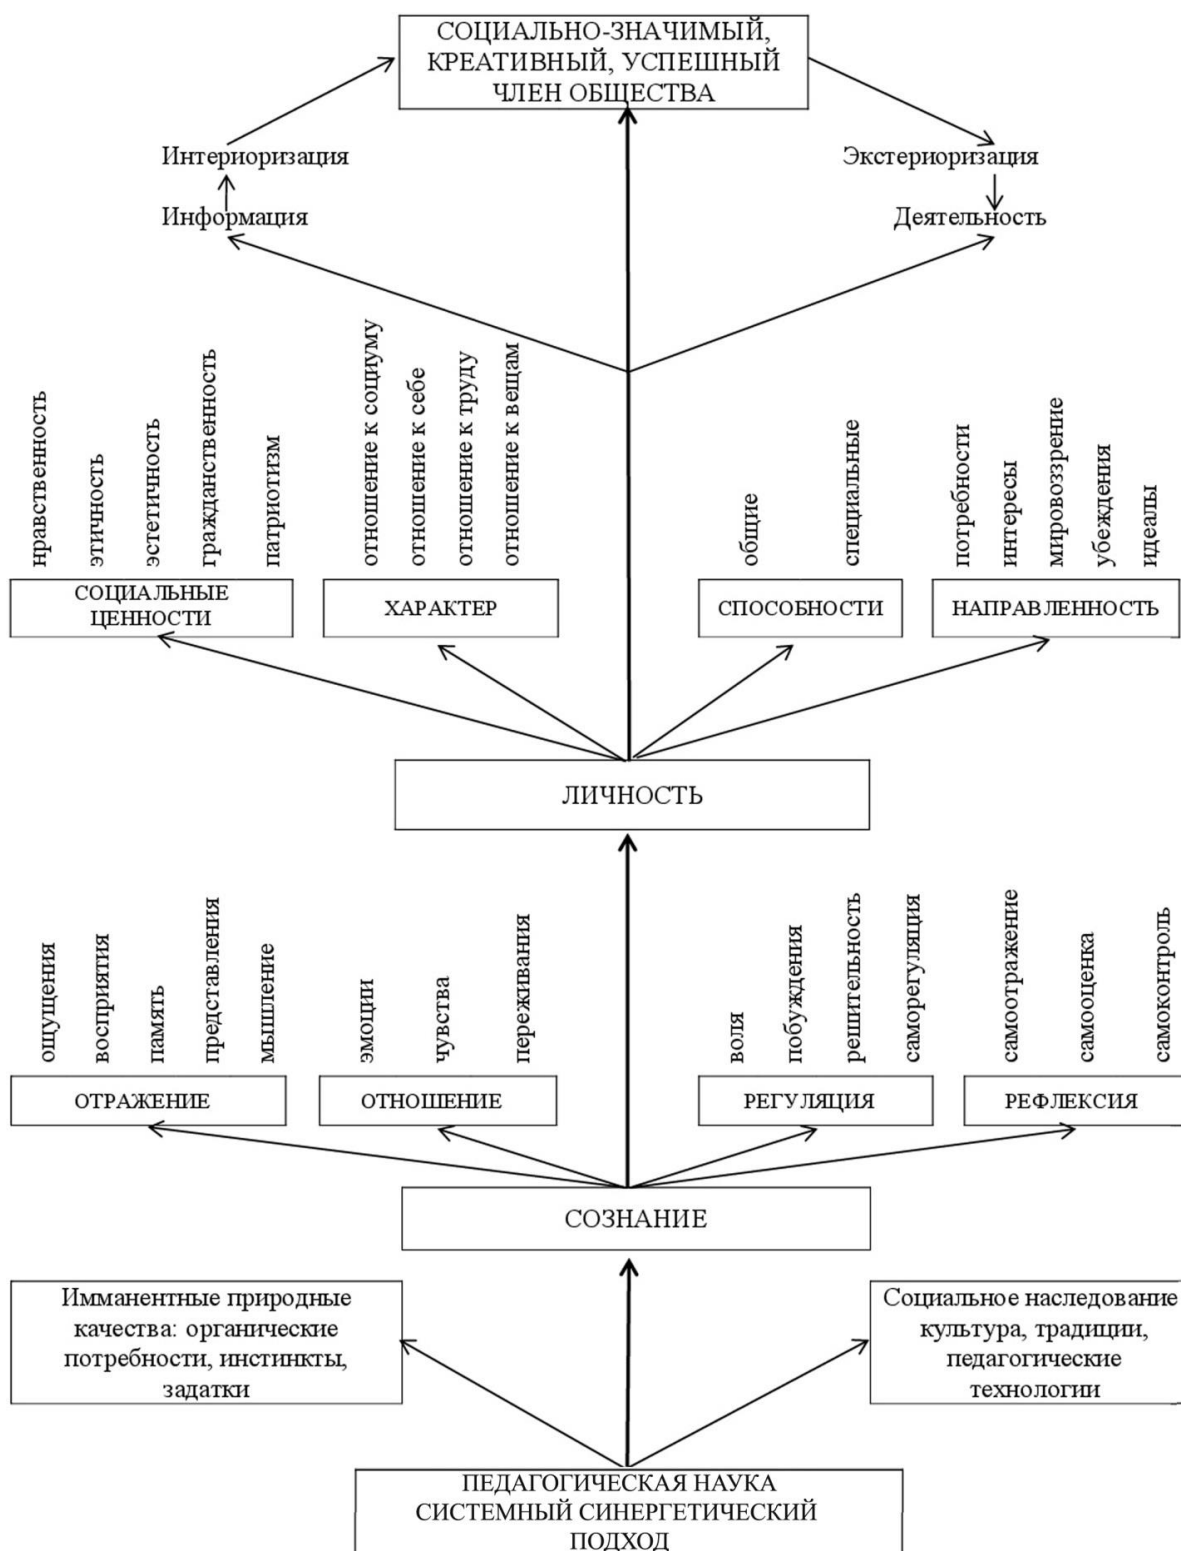 СОЦИАЛЬНО-ЗНАЧИМЫЙ,
КРЕАТИВНЫЙ, УСПЕШНЫЙ
ЧЛЕН ОБЩЕСТВА
Интериоризация
Экстериоризация
Информация
Деятельность
нравственность
этичность
эстетичность
гражданственность
патриотизм
отношение к социуму
отношение к себе
отношение к труду
отношение к вещам
общие
специальные
потребности
интересы
мировоззрение
убеждения
идеалы
СОЦИАЛЬНЫЕ
ЦЕННОСТИ
ХАРАКТЕР
СПОСОБНОСТИ
НАПРАВЛЕННОСТЬ
ЛИЧНОСТЬ
ощущения
восприятия
память
представления
мышление
эмоции
чувства
переживания
воля
побуждения
решительность
саморегуляция
самоотражение
самооценка
самоконтроль
ОТРАЖЕНИЕ
ОТНОШЕНИЕ
РЕГУЛЯЦИЯ
РЕФЛЕКСИЯ
СОЗНАНИЕ
Имманентные природные
качества: органические
потребности, инстинкты,
задатки
Социальное наследование
культура, традиции,
педагогические
технологии
ПЕДАГОГИЧЕСКАЯ НАУКА
СИСТЕМНЫЙ СИНЕРГЕТИЧЕСКИЙ
ПОДХОД